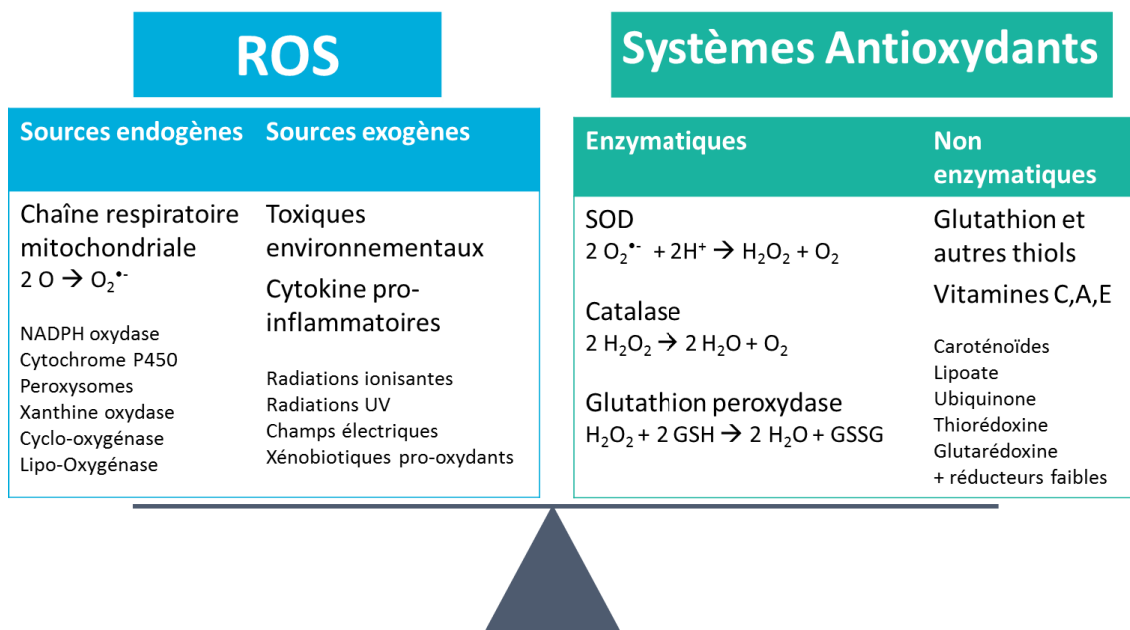 ROS
Sources endogènes
Sources exogènes
Chaîne respiratoire
mitochondriale
2 O → O₂•⁻
NADPH oxydase
Cytochrome P450
Peroxysomes
Xanthine oxydase
Cyclo-oxygénase
Lipo-Oxygénase
Toxiques
environnementaux
Cytokine pro-
inflammatoires
Radiations ionisantes
Radiations UV
Champs électriques
Xénobiotiques pro-oxydants
Systèmes Antioxydants
Enzymatiques
Non
enzymatiques
SOD
2 O₂•⁻ + 2H⁺ → H₂O₂ + O₂
Catalase
2 H₂O₂ → 2 H₂O + O₂
Glutathion peroxydase
H₂O₂ + 2 GSH → 2 H₂O + GSSG
Glutathion et
autres thiols
Vitamines C,A,E
Caroténoïdes
Lipoate
Ubiquinone
Thiorédoxine
Glutarédoxine
+ réducteurs faibles